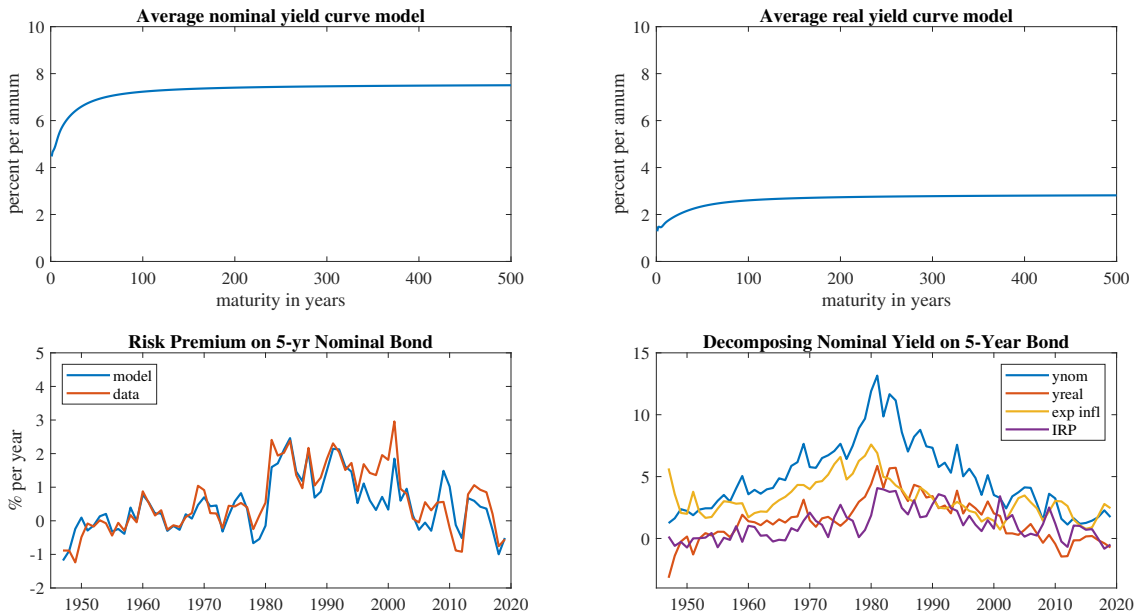 Average nominal yield curve model
10
8
6
4
2
0
percent per annum
0 100 200 300 400 500
maturity in years
Average real yield curve model
10
8
6
4
2
0
percent per annum
0 100 200 300 400 500
maturity in years
Risk Premium on 5-yr Nominal Bond
5
4
3
2
1
0
-1
-2
% per year
model
data
1950 1960 1970 1980 1990 2000 2010 2020
Decomposing Nominal Yield on 5-Year Bond
15
10
5
0
ynom
yreal
exp infl
IRP
1950 1960 1970 1980 1990 2000 2010 2020